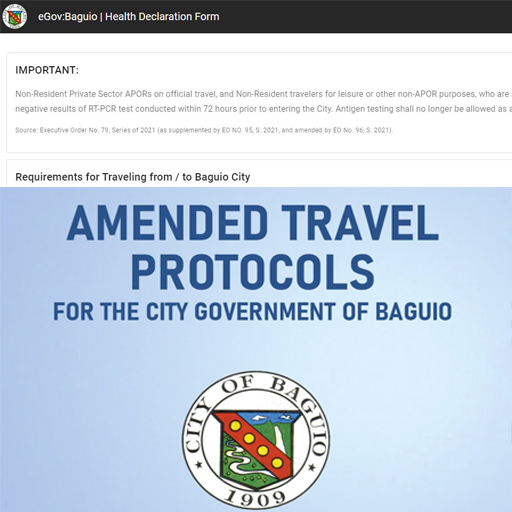 eGov:Baguio | Health Declaration Form
IMPORTANT:
Non-Resident Private Sector APORs on official travel, and Non-Resident travelers for leisure or other non-APOR purposes, who are
negative results of RT-PCR test conducted within 72 hours prior to entering the City. Antigen testing shall no longer be allowed as
Source: Executive Order No. 79, Series of 2021 (as supplemented by EO NO. 95, S. 2021, and amended by EO No. 96, S. 2021).
Requirements for Traveling from / to Baguio City
AMENDED TRAVEL
PROTOCOLS
FOR THE CITY GOVERNMENT OF BAGUIO
CITY OF BAGUIO
1909